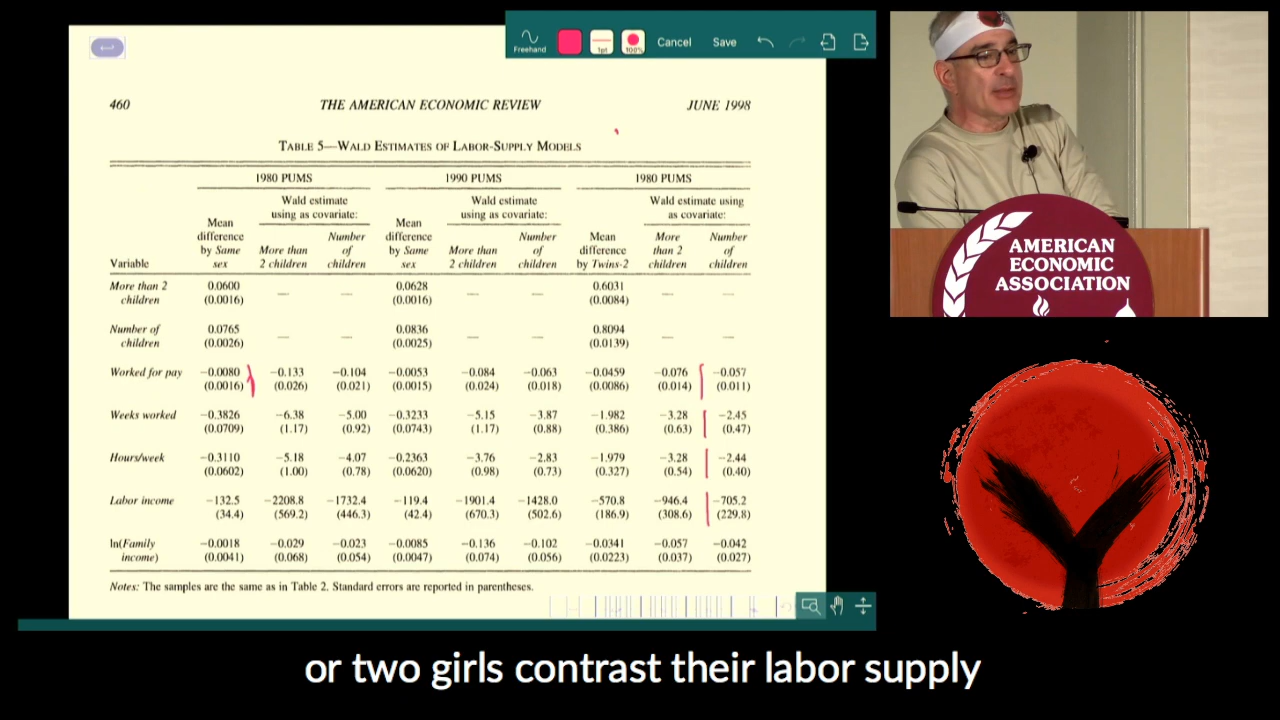 Freehand 1pt 100% Cancel Save
460 THE AMERICAN ECONOMIC REVIEW JUNE 1998
TABLE 5—WALD ESTIMATES OF LABOR-SUPPLY MODELS
1980 PUMS 1990 PUMS 1980 PUMS
Wald estimate Wald estimate Wald estimate using
using as covariate: using as covariate: as covariate:
Mean Mean
difference Number difference Number Mean More Number
by Same More than of by Same More than of difference than 2 of
Variable sex 2 children children sex 2 children children by Twins-2 children children
More than 2 0.0600 — — 0.0628 — — 0.6031 — —
children (0.0016) (0.0016) (0.0084)
Number of 0.0765 — — 0.0836 — — 0.8094 — —
children (0.0026) (0.0025) (0.0139)
Worked for pay −0.0080 −0.133 −0.104 −0.0053 −0.084 −0.063 −0.0459 −0.076 −0.057
(0.0016) (0.026) (0.021) (0.0015) (0.024) (0.018) (0.0086) (0.014) (0.011)
Weeks worked −0.3826 −6.38 −5.00 −0.3233 −5.15 −3.87 −1.982 −3.28 −2.45
(0.0709) (1.17) (0.92) (0.0743) (1.17) (0.88) (0.386) (0.63) (0.47)
Hours/week −0.3110 −5.18 −4.07 −0.2363 −3.76 −2.83 −1.979 −3.28 −2.44
(0.0602) (1.00) (0.78) (0.0620) (0.98) (0.73) (0.327) (0.54) (0.40)
Labor income −132.5 −2208.8 −1732.4 −119.4 −1901.4 −1428.0 −570.8 −946.4 −705.2
(34.4) (569.2) (446.3) (42.4) (670.3) (502.6) (186.9) (308.6) (229.8)
ln(Family −0.0018 −0.029 −0.023 −0.0085 −0.136 −0.102 −0.0341 −0.057 −0.042
income) (0.0041) (0.068) (0.054) (0.0047) (0.074) (0.056) (0.0223) (0.037) (0.027)
Notes: The samples are the same as in Table 2. Standard errors are reported in parentheses.
AMERICAN
ECONOMIC
ASSOCIATION
or two girls contrast their labor supply